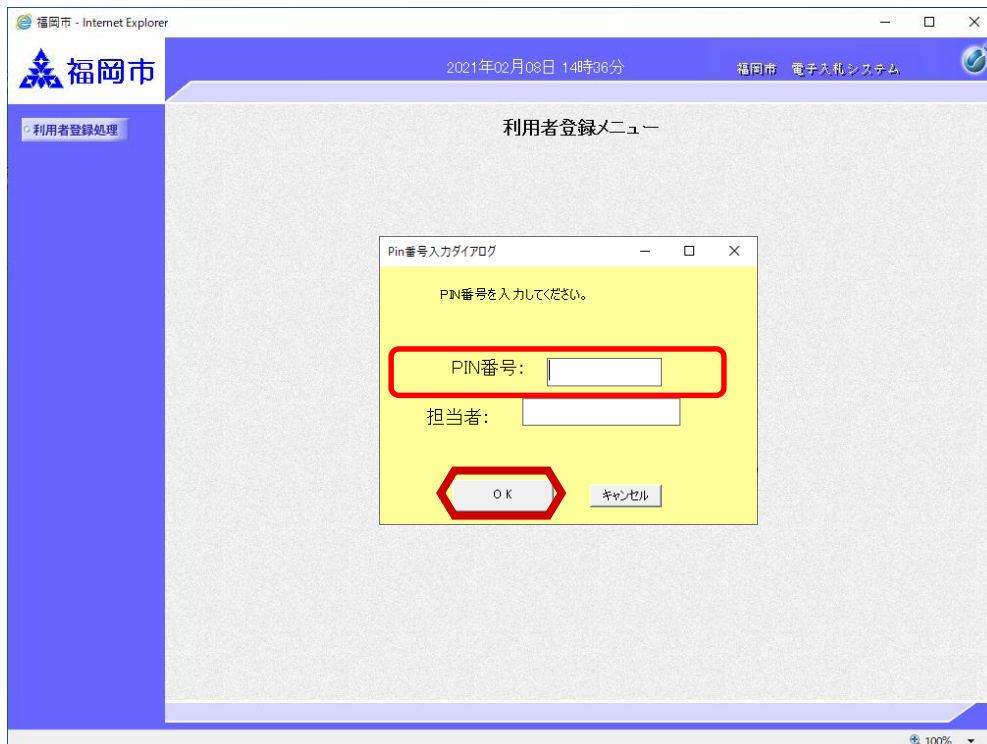 福岡市 - Internet Explorer
福岡市
2021年02月08日 14時36分
福岡市 電子入札システム
利用者登録処理
利用者登録メニュー
Pin番号入力ダイアログ
PIN番号を入力してください。
PIN番号:
担当者:
OK
キャンセル
100%